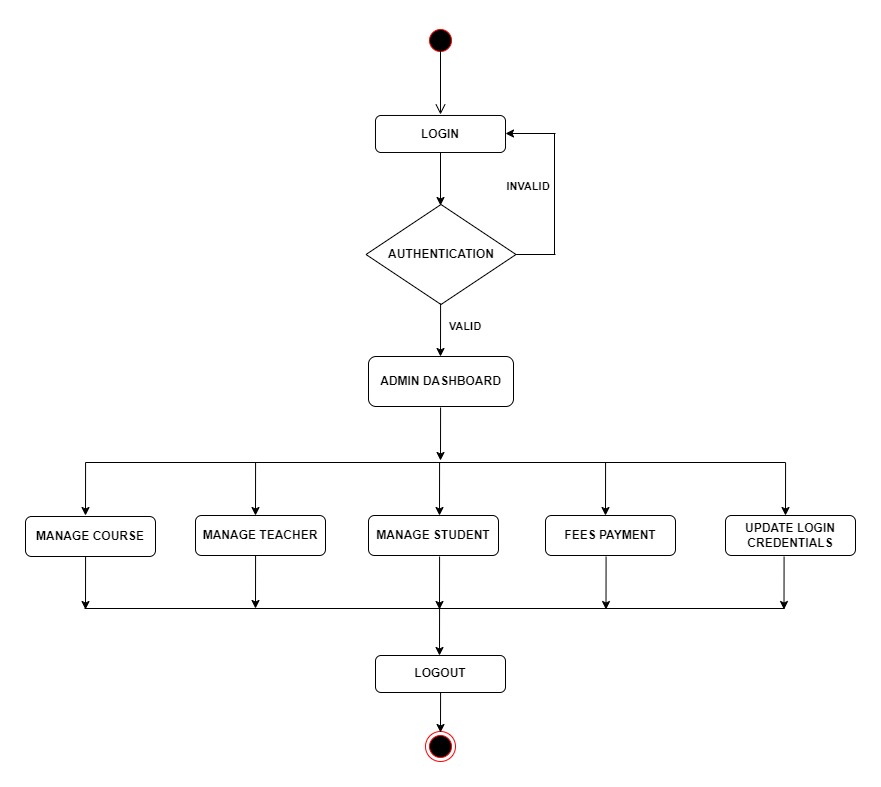 LOGIN
INVALID
AUTHENTICATION
VALID
ADMIN DASHBOARD
MANAGE COURSE
MANAGE TEACHER
MANAGE STUDENT
FEES PAYMENT
UPDATE LOGIN
CREDENTIALS
LOGOUT